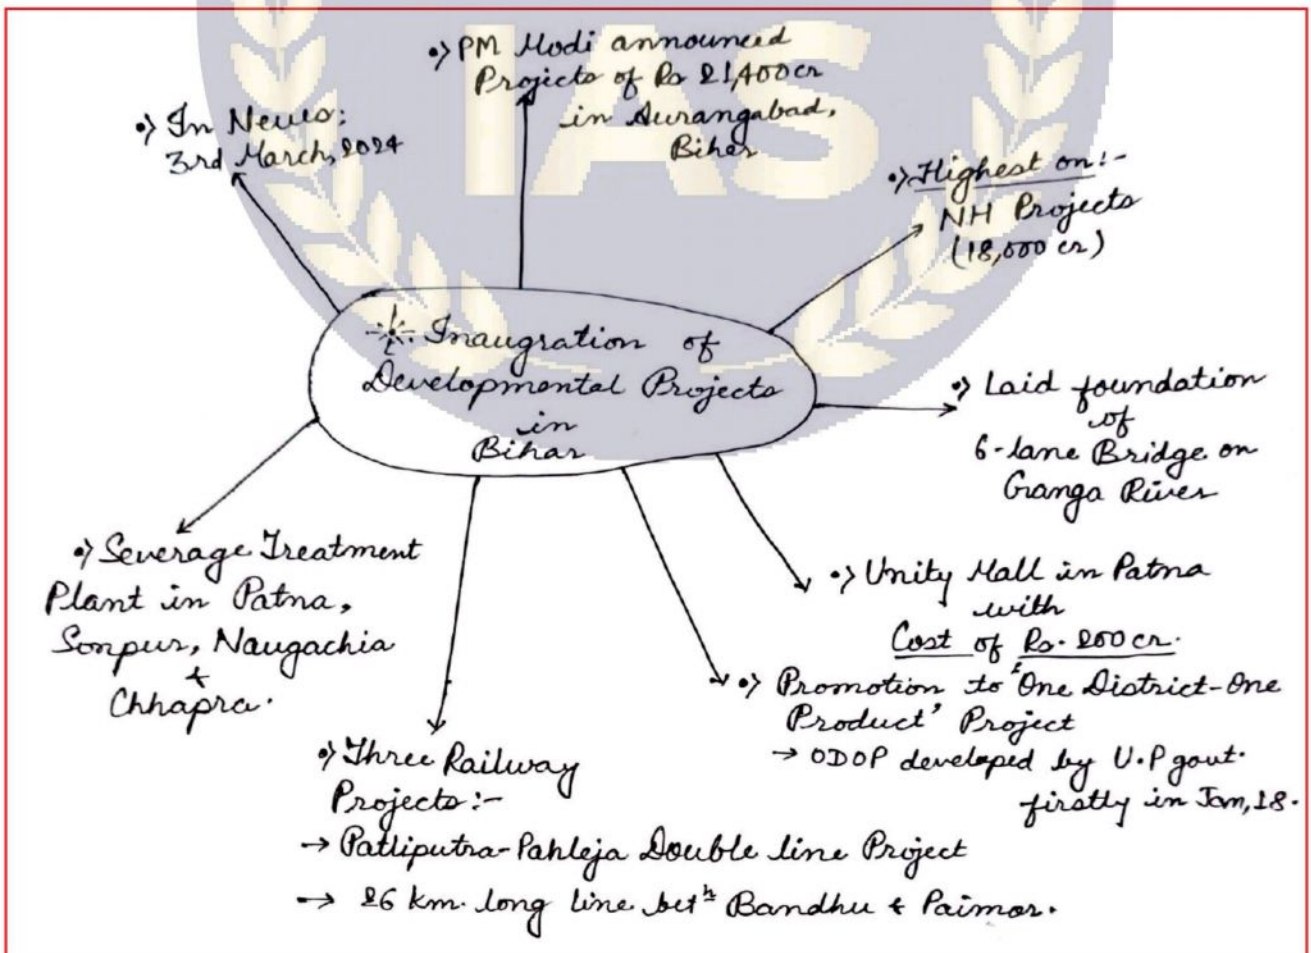 IAS
•) PM Modi announced
Projects of Rs 21,400 cr
in Aurangabad,
Bihar
•) In News:
3rd March, 2024
•) Highest on:-
NH Projects
(18,000 cr)
Inaugration of
Developmental Projects
in
Bihar
•) Laid foundation
of
6-lane Bridge on
Ganga River
•) Unity Mall in Patna
with
Cost of Rs. 200 cr.
•) Promotion to 'One District-One
Product' Project
→ ODOP developed by U.P govt.
firstly in Jan, 18.
•) Severage Treatment
Plant in Patna,
Sonpur, Naugachia
&
Chhapra.
•) Three Railway
Projects:-
→ Patliputra-Pahleja Double line Project
→ 26 km. long line betⁿ Bandhu & Paimar.